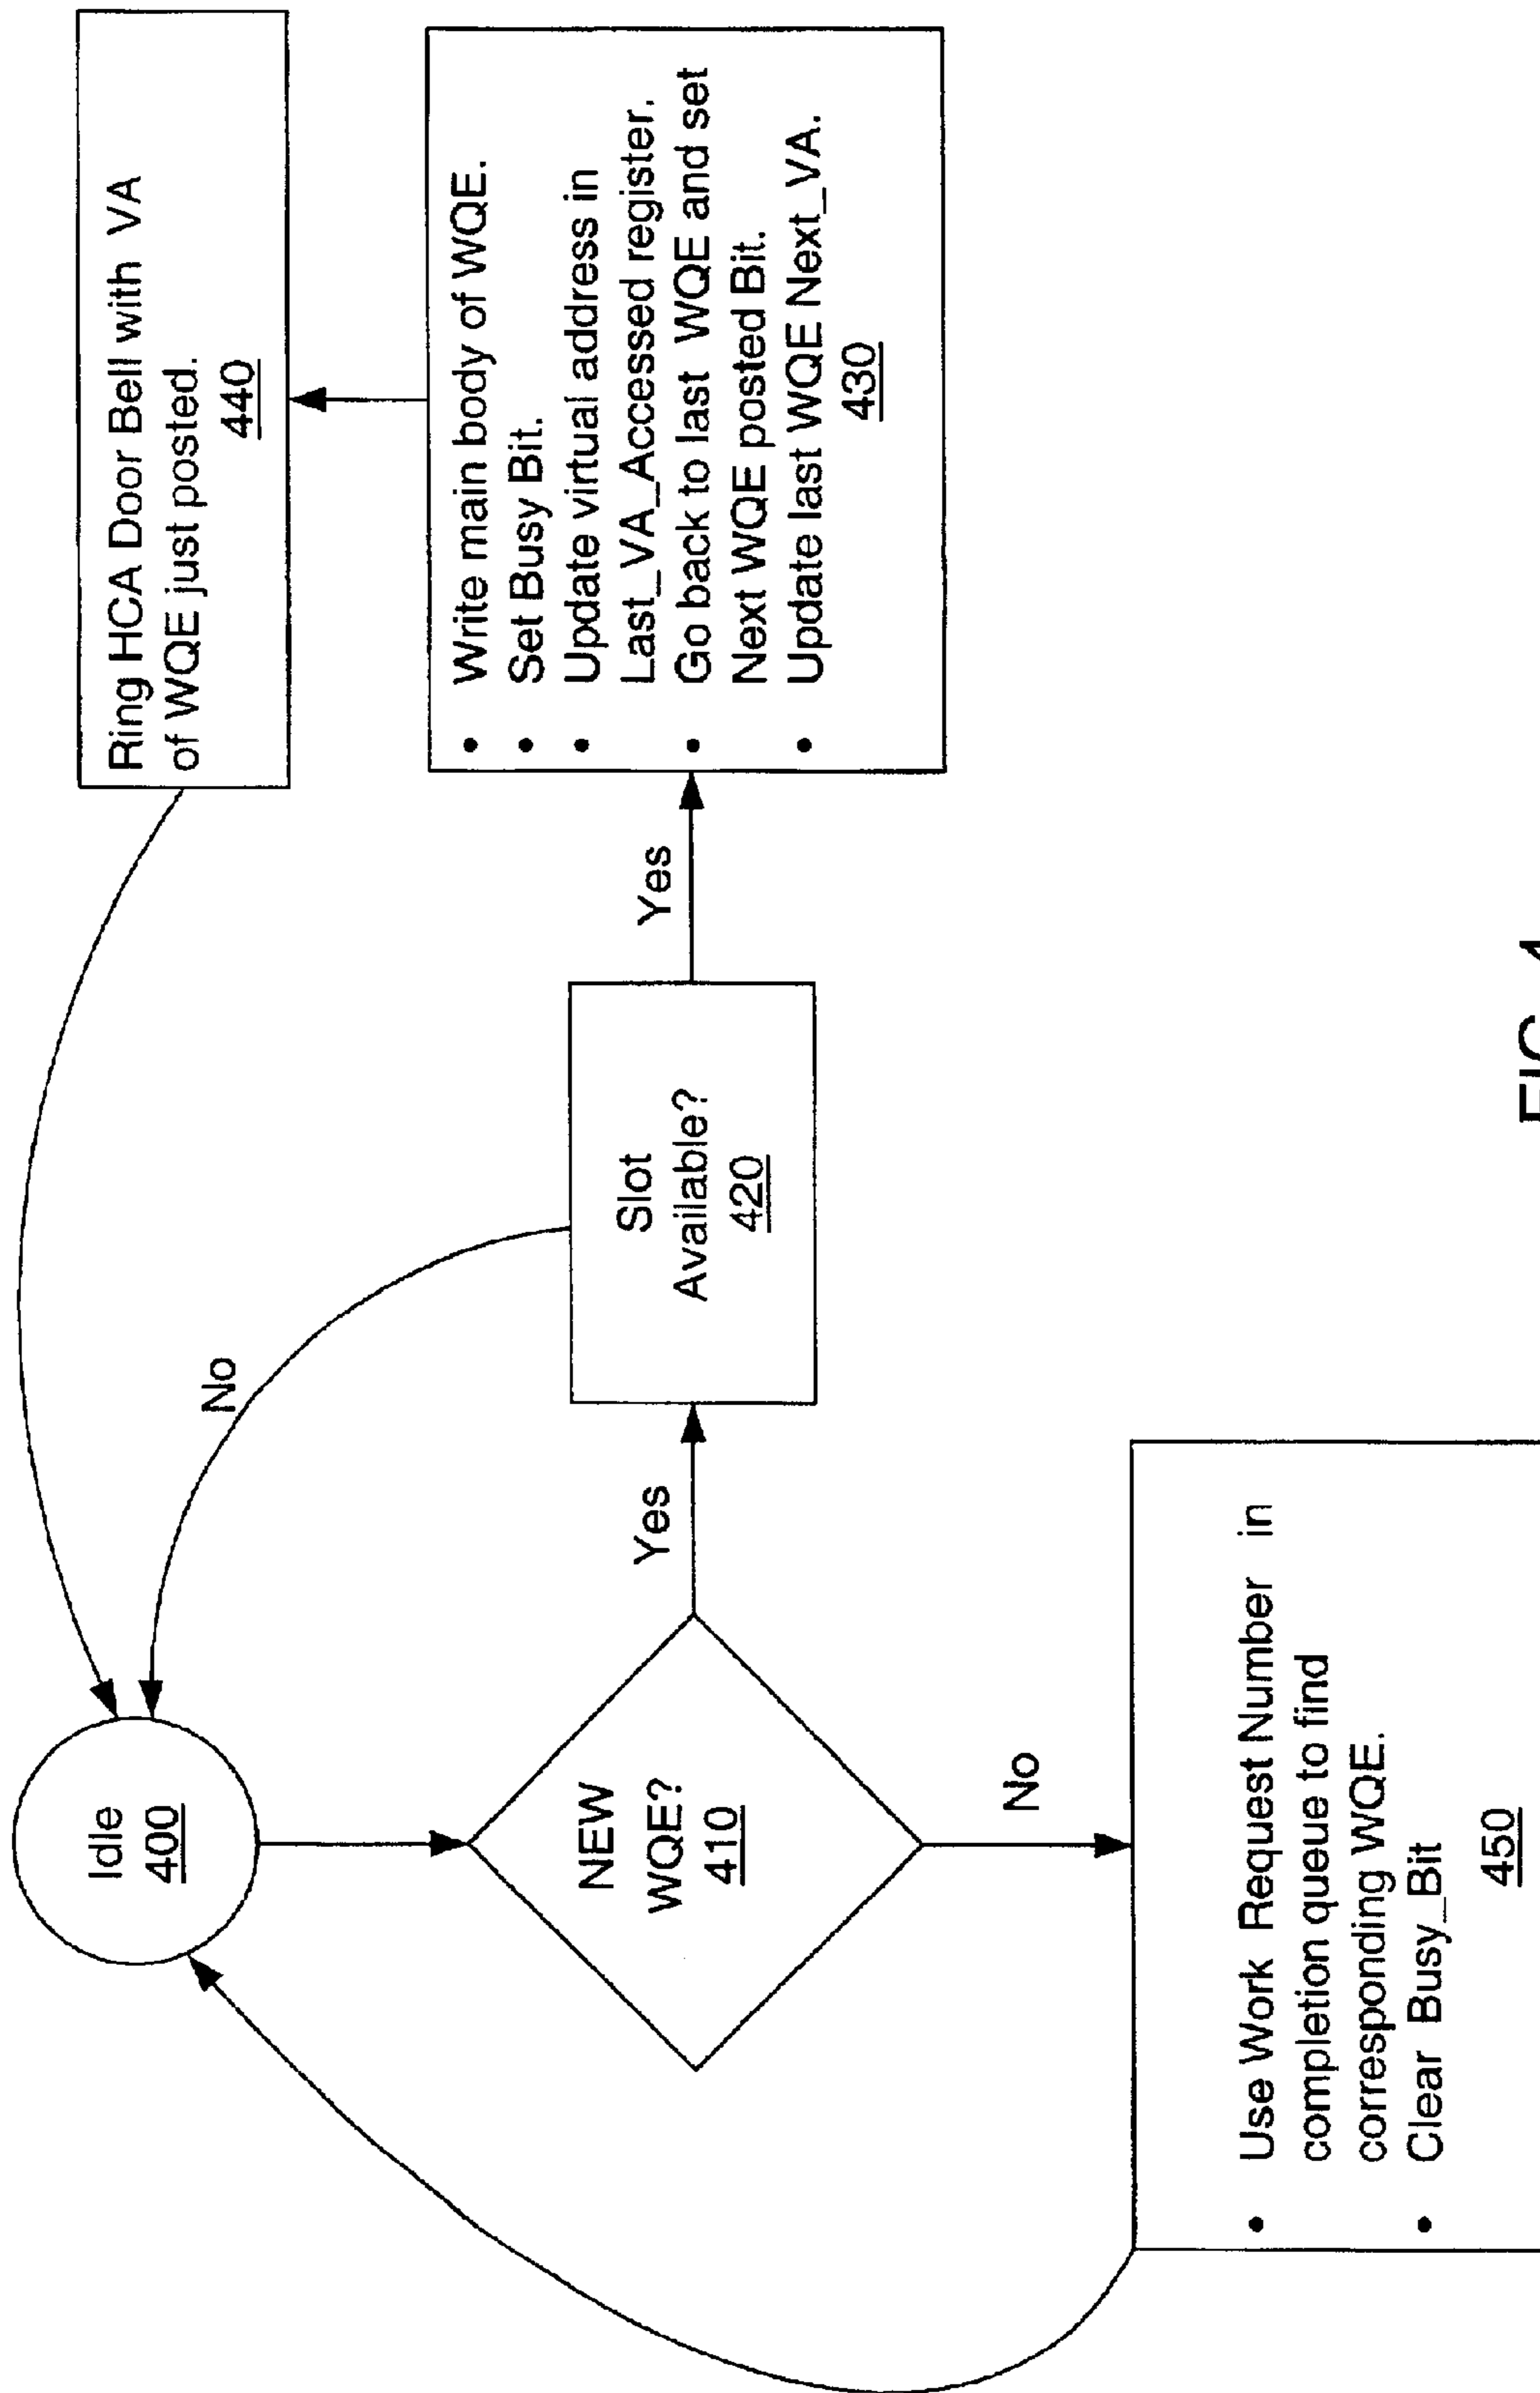 Idle
400
NEW
WQE?
410
Yes
No
Slot
Available?
420
No
Yes
• Write main body of WQE.
• Set Busy Bit.
• Update virtual address in
Last_VA_Accessed register.
• Go back to last WQE and set
Next WQE posted Bit.
• Update last WQE Next_VA.
430
Ring HCA Door Bell with VA
of WQE just posted.
440
• Use Work Request Number in
completion queue to find
corresponding WQE.
• Clear Busy_Bit
450
FIG. 4